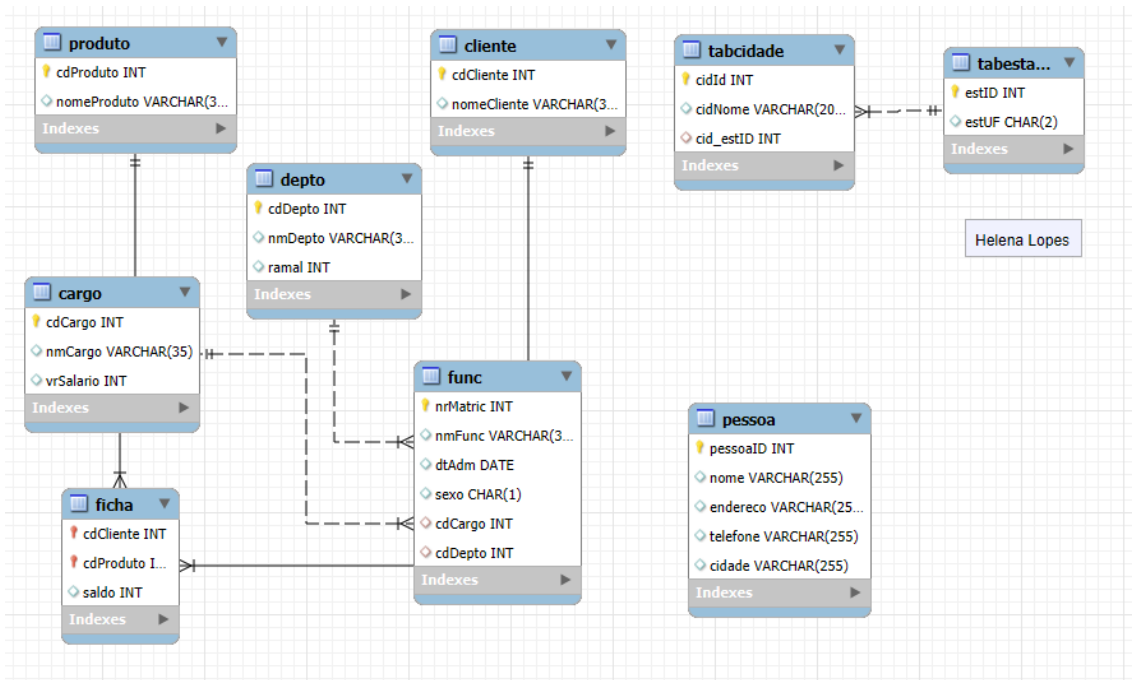 produto
cdProduto INT
nomeProduto VARCHAR(3...
Indexes
cliente
cdCliente INT
nomeCliente VARCHAR(3...
Indexes
tabcidade
cidId INT
cidNome VARCHAR(20...
cid_estID INT
Indexes
tabesta...
estID INT
estUF CHAR(2)
Indexes
depto
cdDepto INT
nmDepto VARCHAR(3...
ramal INT
Indexes
Helena Lopes
cargo
cdCargo INT
nmCargo VARCHAR(35)
vrSalario INT
Indexes
func
nrMatric INT
nmFunc VARCHAR(3...
dtAdm DATE
sexo CHAR(1)
cdCargo INT
cdDepto INT
Indexes
pessoa
pessoaID INT
nome VARCHAR(255)
endereco VARCHAR(25...
telefone VARCHAR(255)
cidade VARCHAR(255)
Indexes
ficha
cdCliente INT
cdProduto I...
saldo INT
Indexes